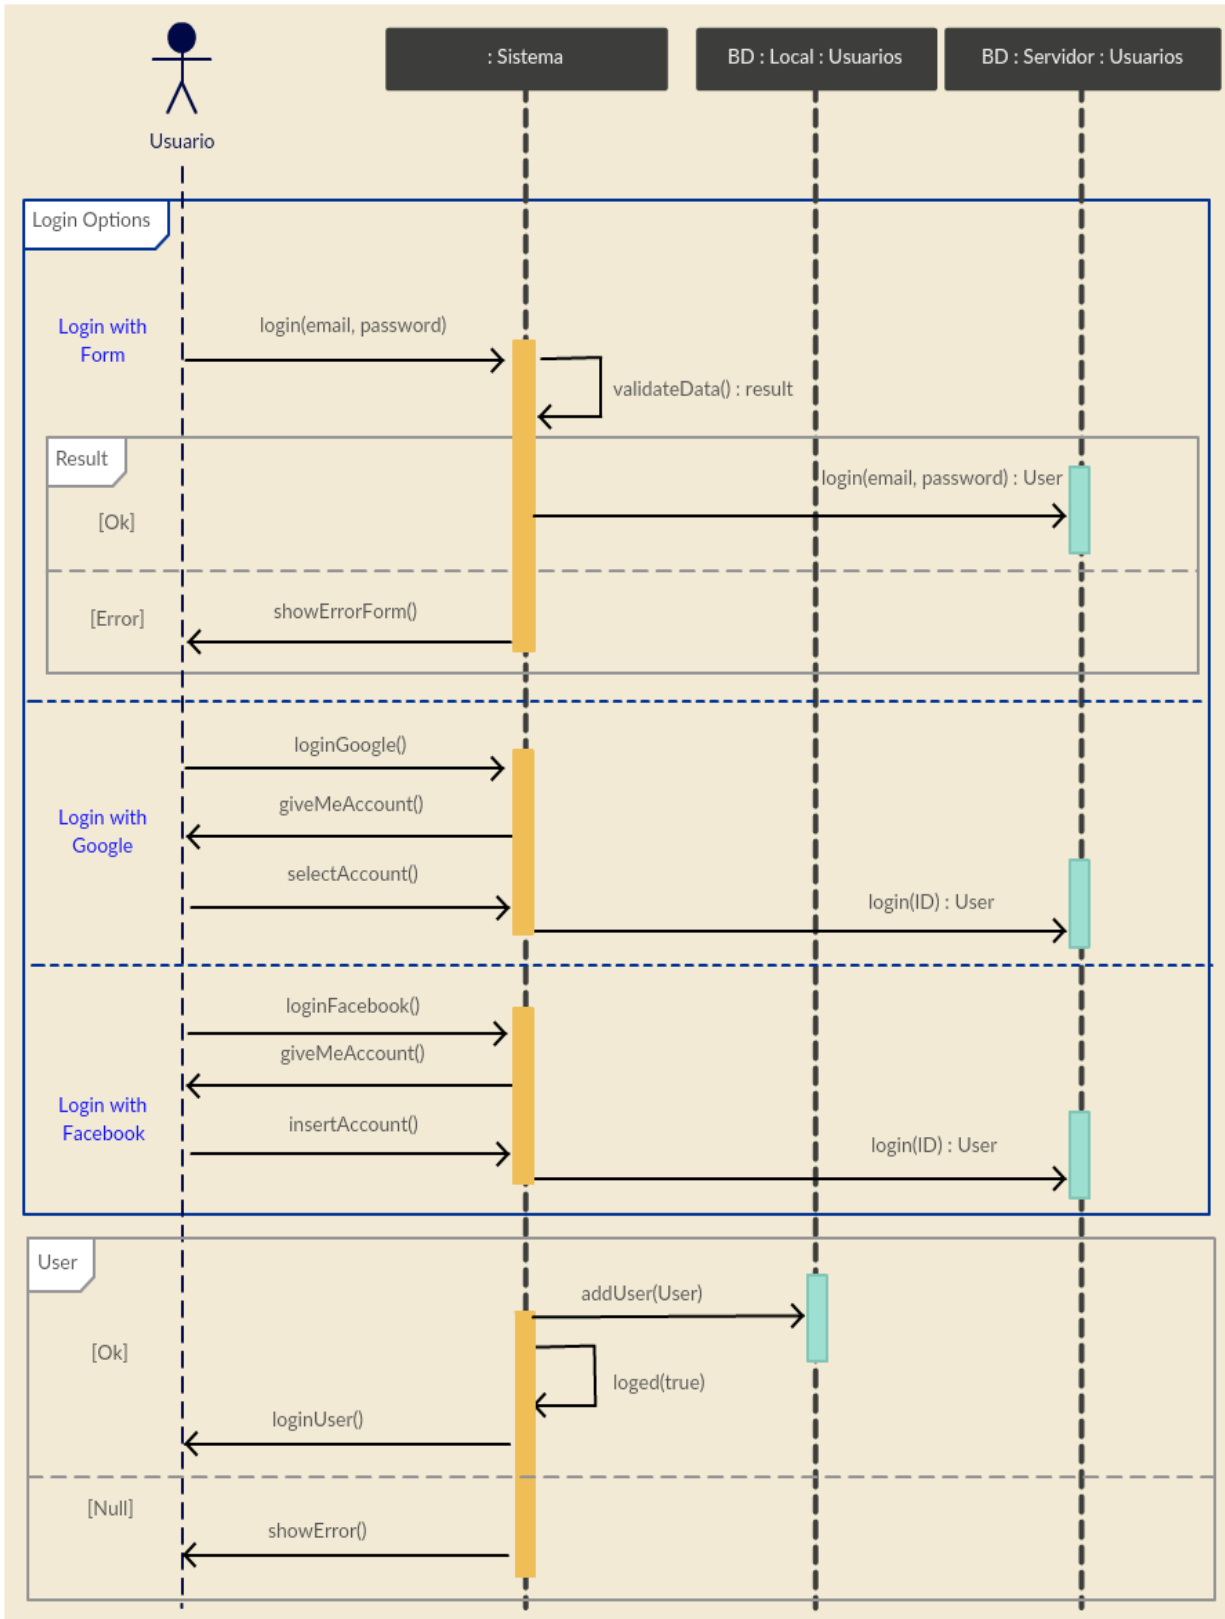 Usuario
: Sistema
BD : Local : Usuarios
BD : Servidor : Usuarios
Login Options
Login with
Form
login(email, password)
validateData() : result
Result
[Ok]
login(email, password) : User
[Error]
showErrorForm()
Login with
Google
loginGoogle()
giveMeAccount()
selectAccount()
login(ID) : User
Login with
Facebook
loginFacebook()
giveMeAccount()
insertAccount()
login(ID) : User
User
[Ok]
addUser(User)
loged(true)
loginUser()
[Null]
showError()